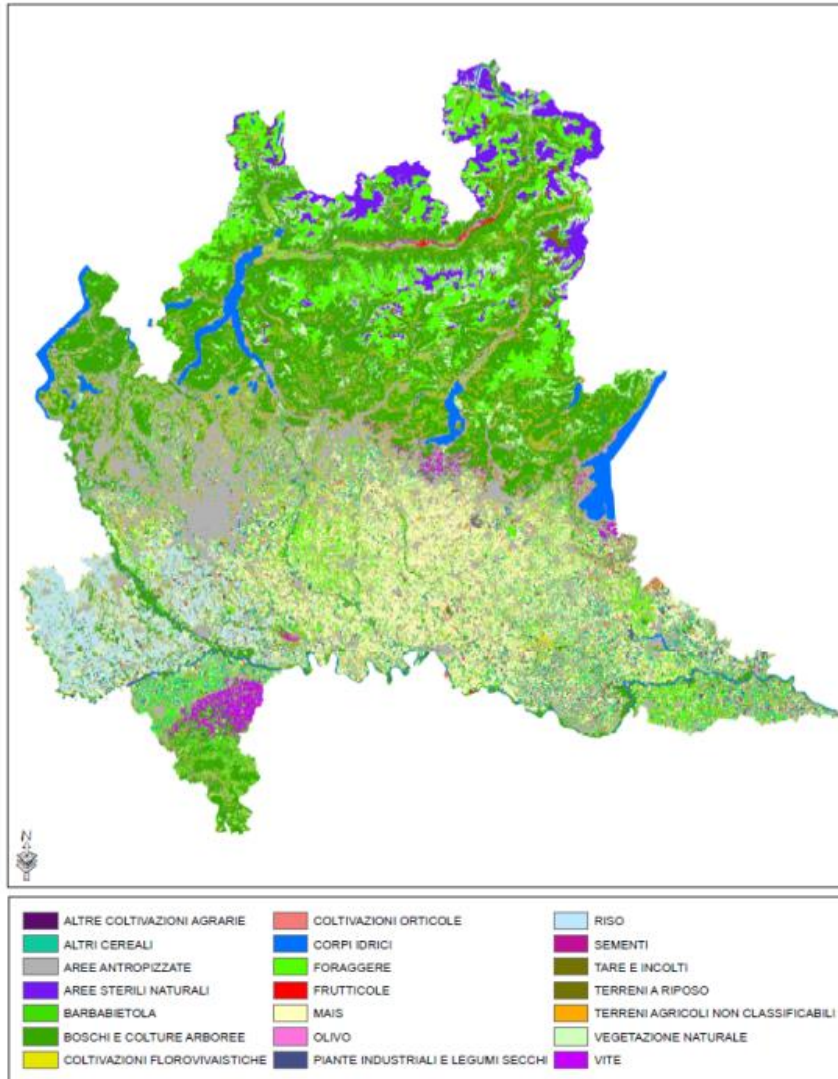 N
ALTRE COLTIVAZIONI AGRARIE
ALTRI CEREALI
AREE ANTROPIZZATE
AREE STERILI NATURALI
BARBABIETOLA
BOSCHI E COLTURE ARBOREE
COLTIVAZIONI FLOROVIVAISTICHE
COLTIVAZIONI ORTICOLE
CORPI IDRICI
FORAGGERE
FRUTTICOLE
MAIS
OLIVO
PIANTE INDUSTRIALI E LEGUMI SECCHI
RISO
SEMENTI
TARE E INCOLTI
TERRENI A RIPOSO
TERRENI AGRICOLI NON CLASSIFICABILI
VEGETAZIONE NATURALE
VITE